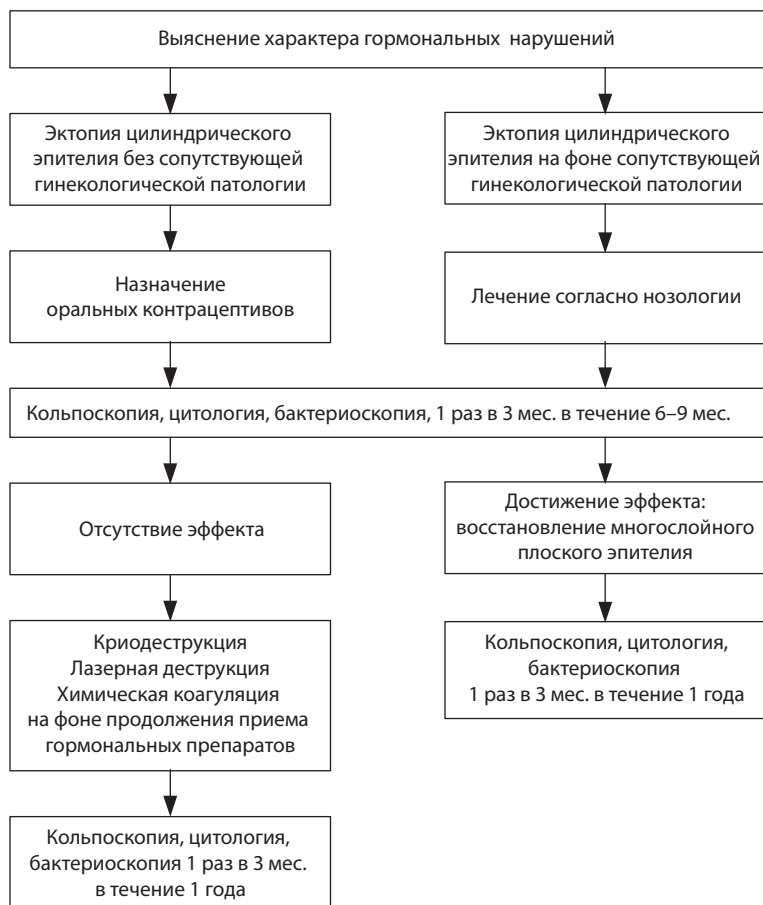 Выяснение характера гормональных нарушений
Эктопия цилиндрического
эпителия без сопутствующей
гинекологической патологии
Эктопия цилиндрического
эпителия на фоне сопутствующей
гинекологической патологии
Назначение
оральных контрацептивов
Лечение согласно нозологии
Кольпоскопия, цитология, бактериоскопия, 1 раз в 3 мес. в течение 6–9 мес.
Отсутствие эффекта
Достижение эффекта:
восстановление многослойного
плоского эпителия
Криодеструкция
Лазерная деструкция
Химическая коагуляция
на фоне продолжения приема
гормональных препаратов
Кольпоскопия, цитология,
бактериоскопия
1 раз в 3 мес. в течение 1 года
Кольпоскопия, цитология,
бактериоскопия 1 раз в 3 мес.
в течение 1 года